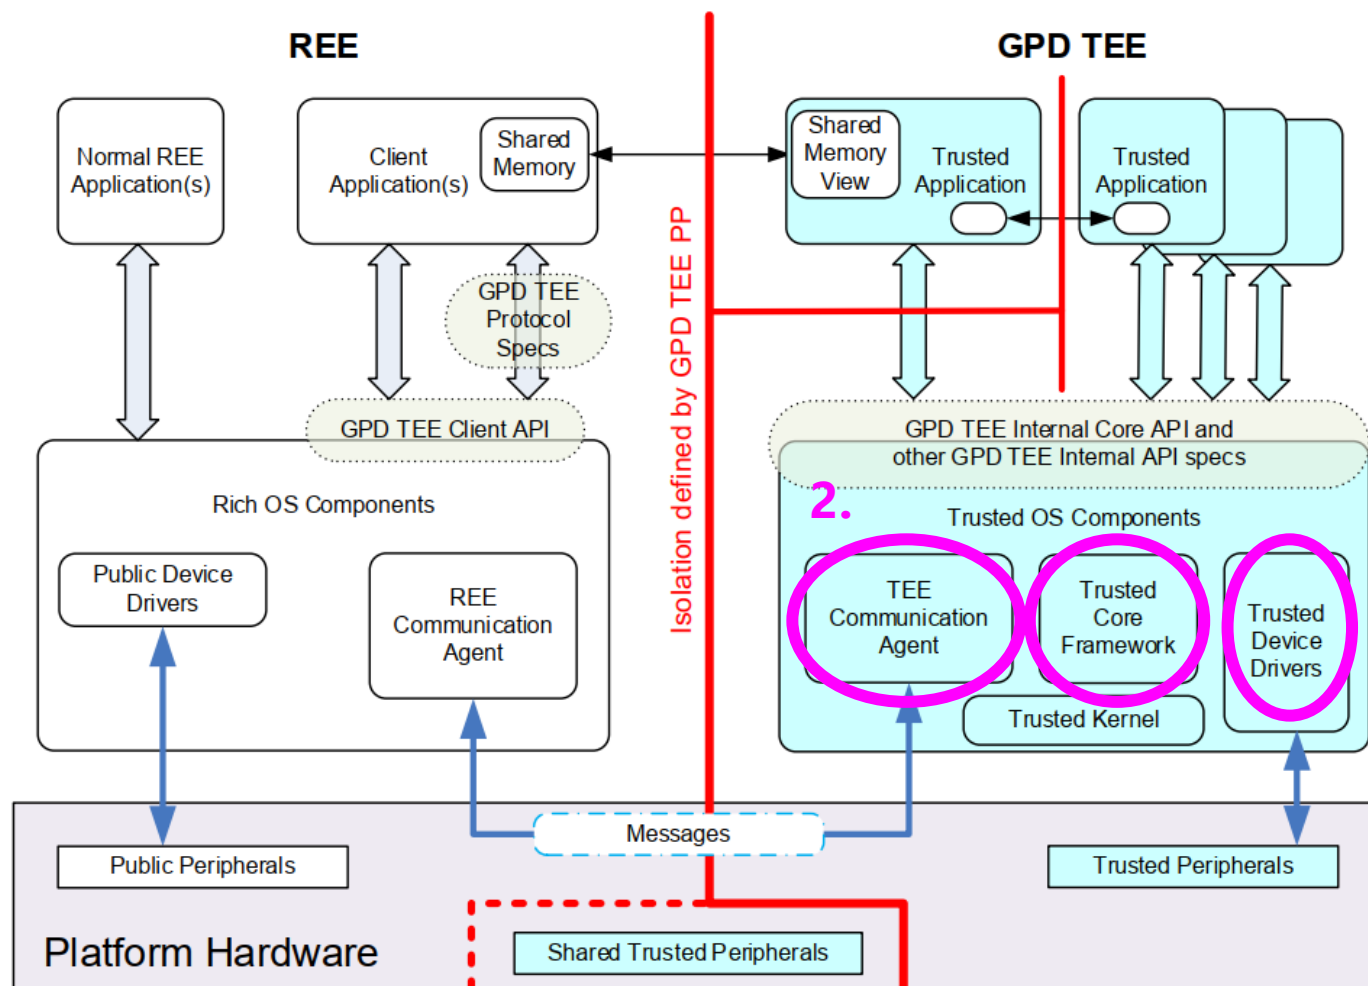 REE
GPD TEE
Normal REE
Application(s)
Client
Application(s)
Shared
Memory
Shared
Memory
View
Trusted
Application
Trusted
Application
GPD TEE
Protocol
Specs
Isolation defined by GPD TEE PP
GPD TEE Client API
GPD TEE Internal Core API and
other GPD TEE Internal API specs
Rich OS Components
2.
Trusted OS Components
Public Device
Drivers
REE
Communication
Agent
TEE
Communication
Agent
Trusted
Core
Framework
Trusted
Device
Drivers
Trusted Kernel
Messages
Public Peripherals
Trusted Peripherals
Platform Hardware
Shared Trusted Peripherals